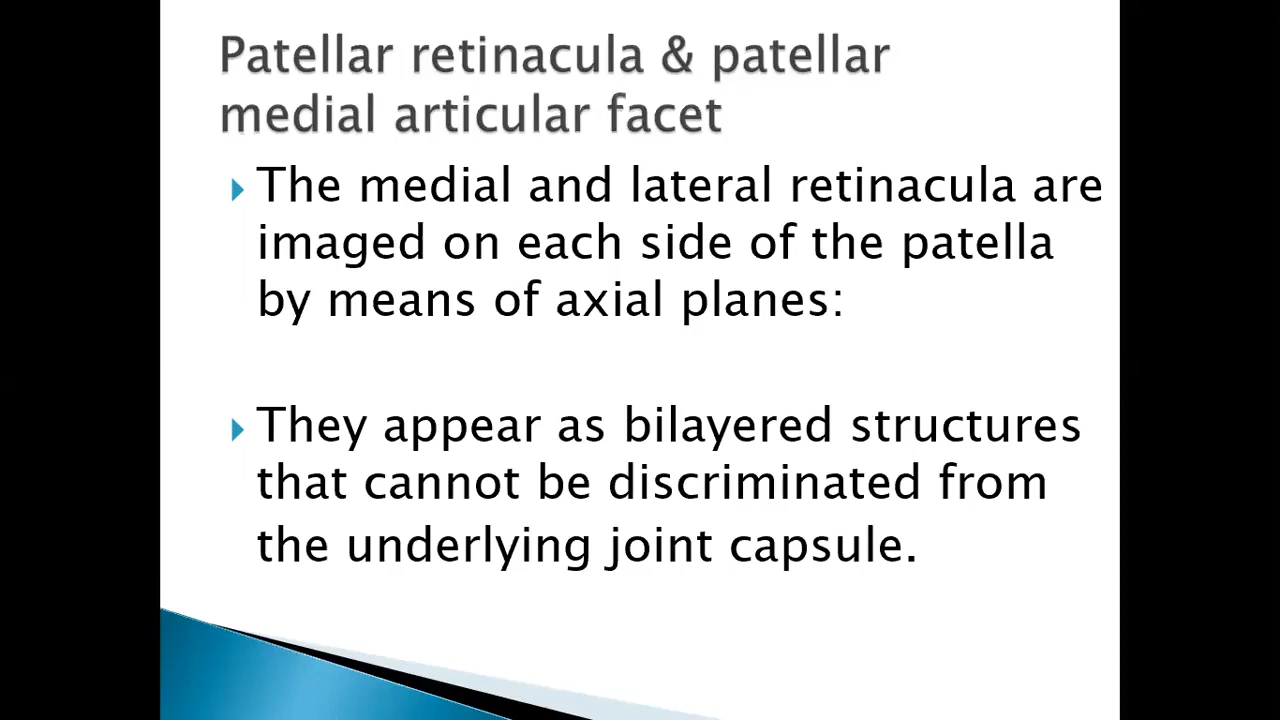 Patellar retinacula & patellar
medial articular facet
The medial and lateral retinacula are
imaged on each side of the patella
by means of axial planes:
They appear as bilayered structures
that cannot be discriminated from
the underlying joint capsule.